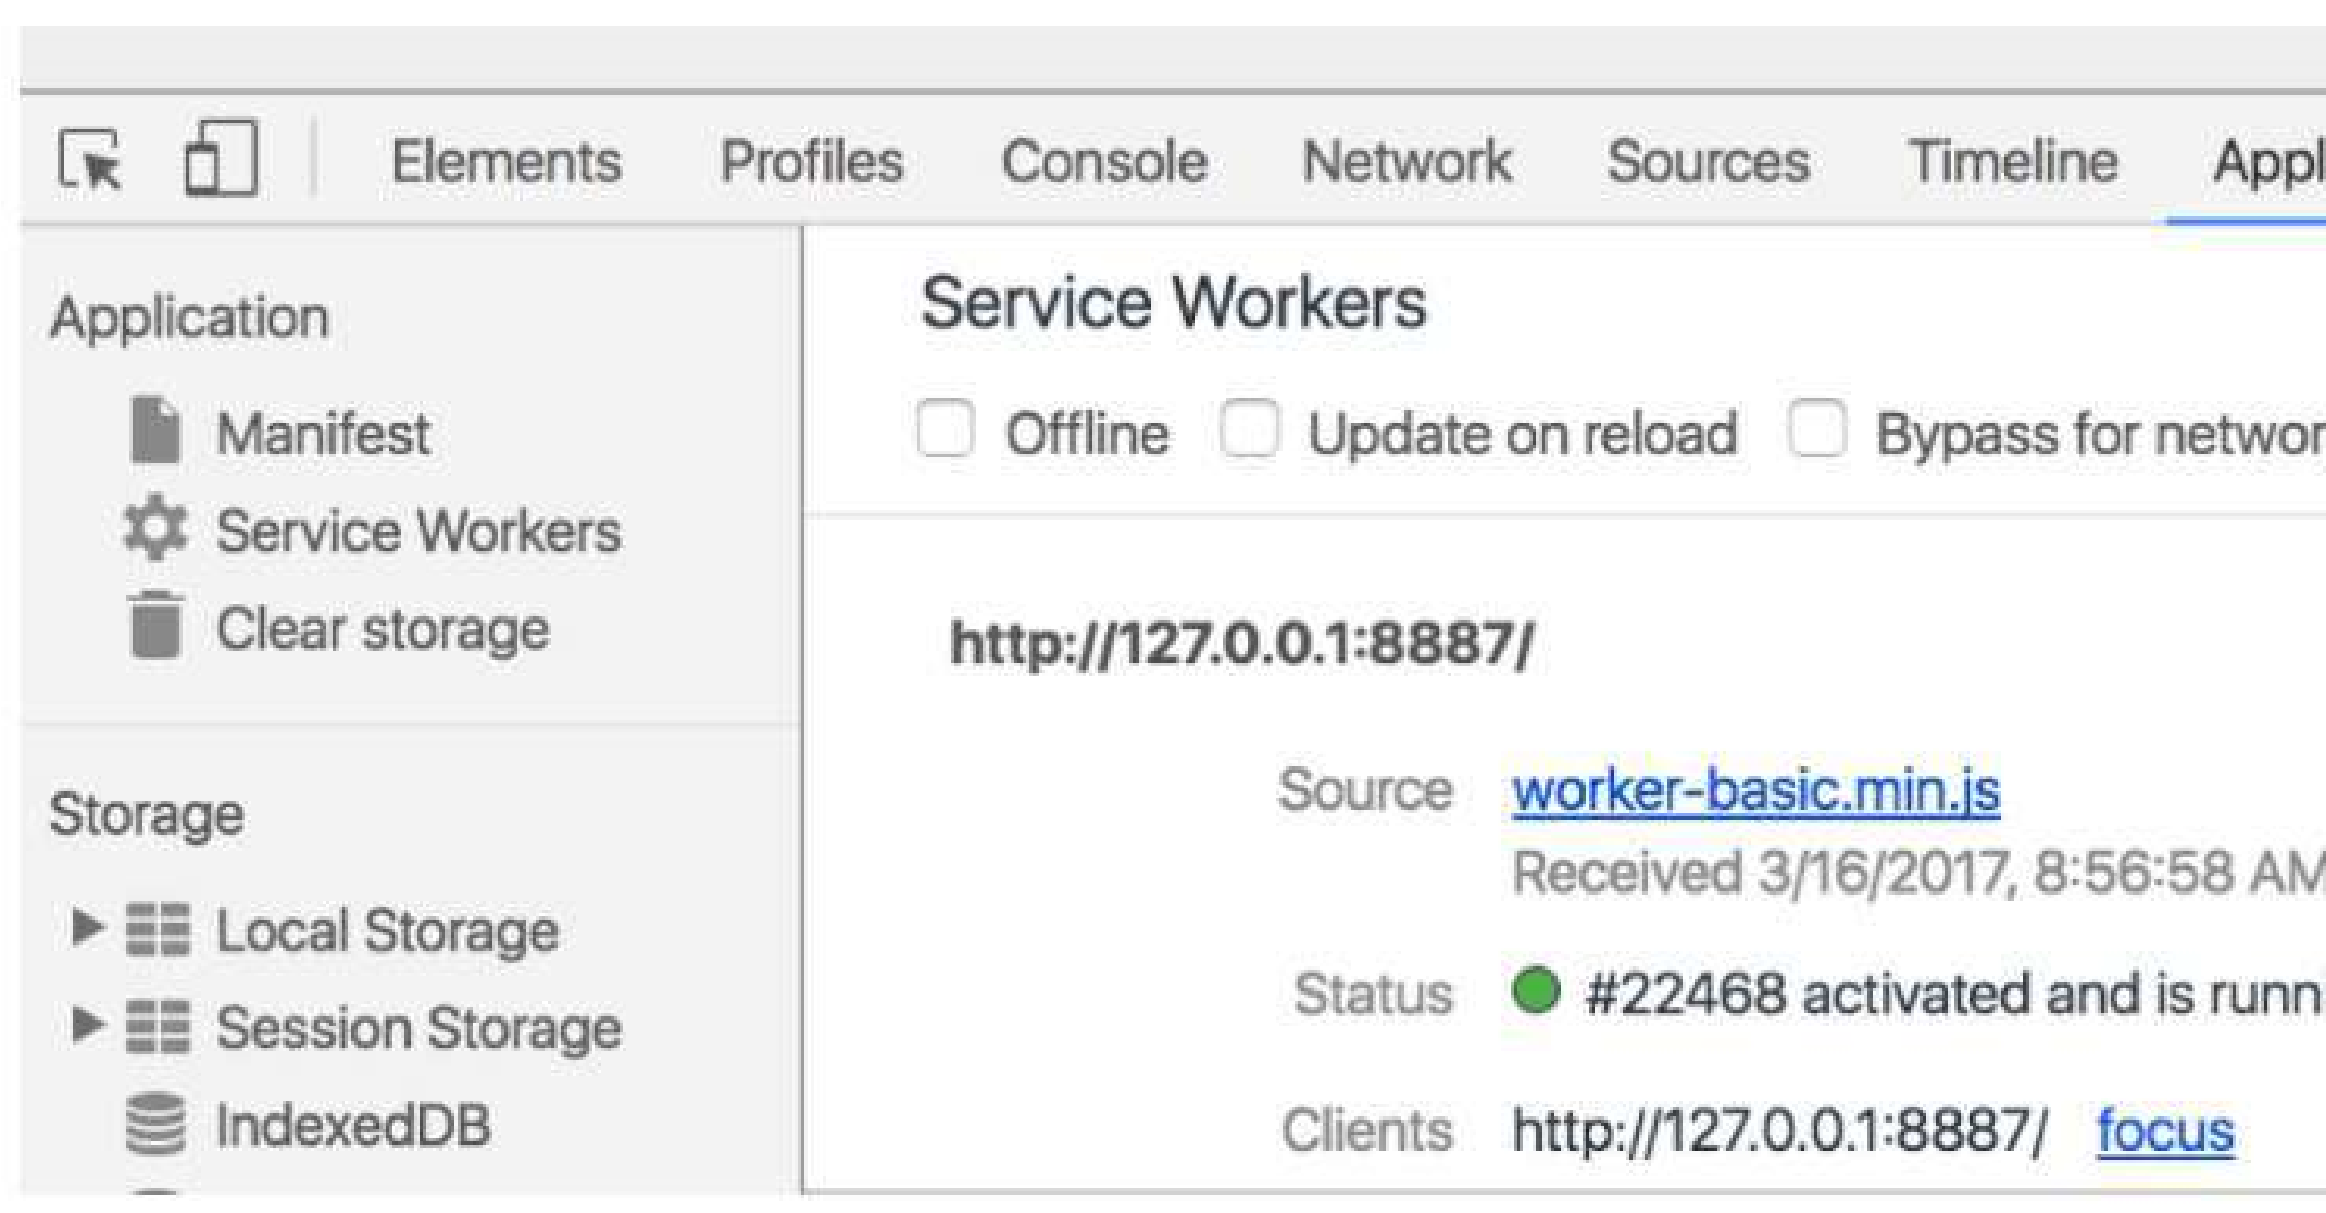 Elements Profiles Console Network Sources Timeline Appl
Application
Manifest
Service Workers
Clear storage
Storage
Local Storage
Session Storage
IndexedDB
Service Workers
Offline Update on reload Bypass for networ
http://127.0.0.1:8887/
Source worker-basic.min.js
Received 3/16/2017, 8:56:58 AM
Status #22468 activated and is runn
Clients http://127.0.0.1:8887/ focus